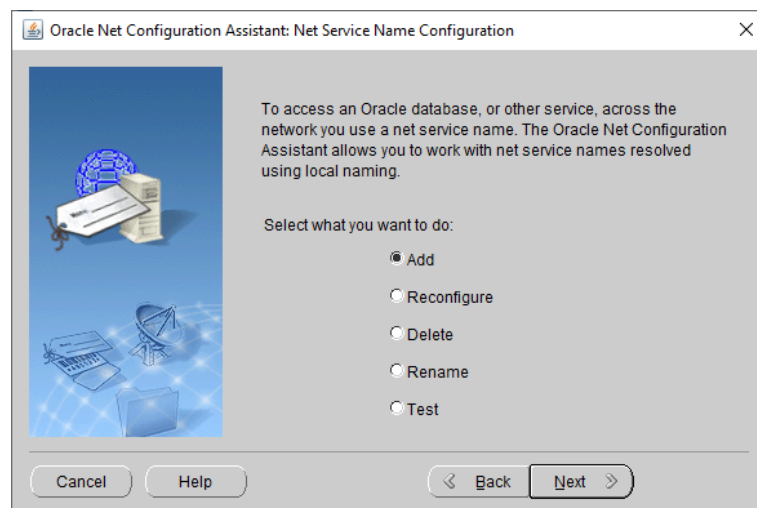 Oracle Net Configuration Assistant: Net Service Name Configuration
To access an Oracle database, or other service, across the
network you use a net service name. The Oracle Net Configuration
Assistant allows you to work with net service names resolved
using local naming.
Select what you want to do:
Add
Reconfigure
Delete
Rename
Test
Cancel
Help
Back
Next